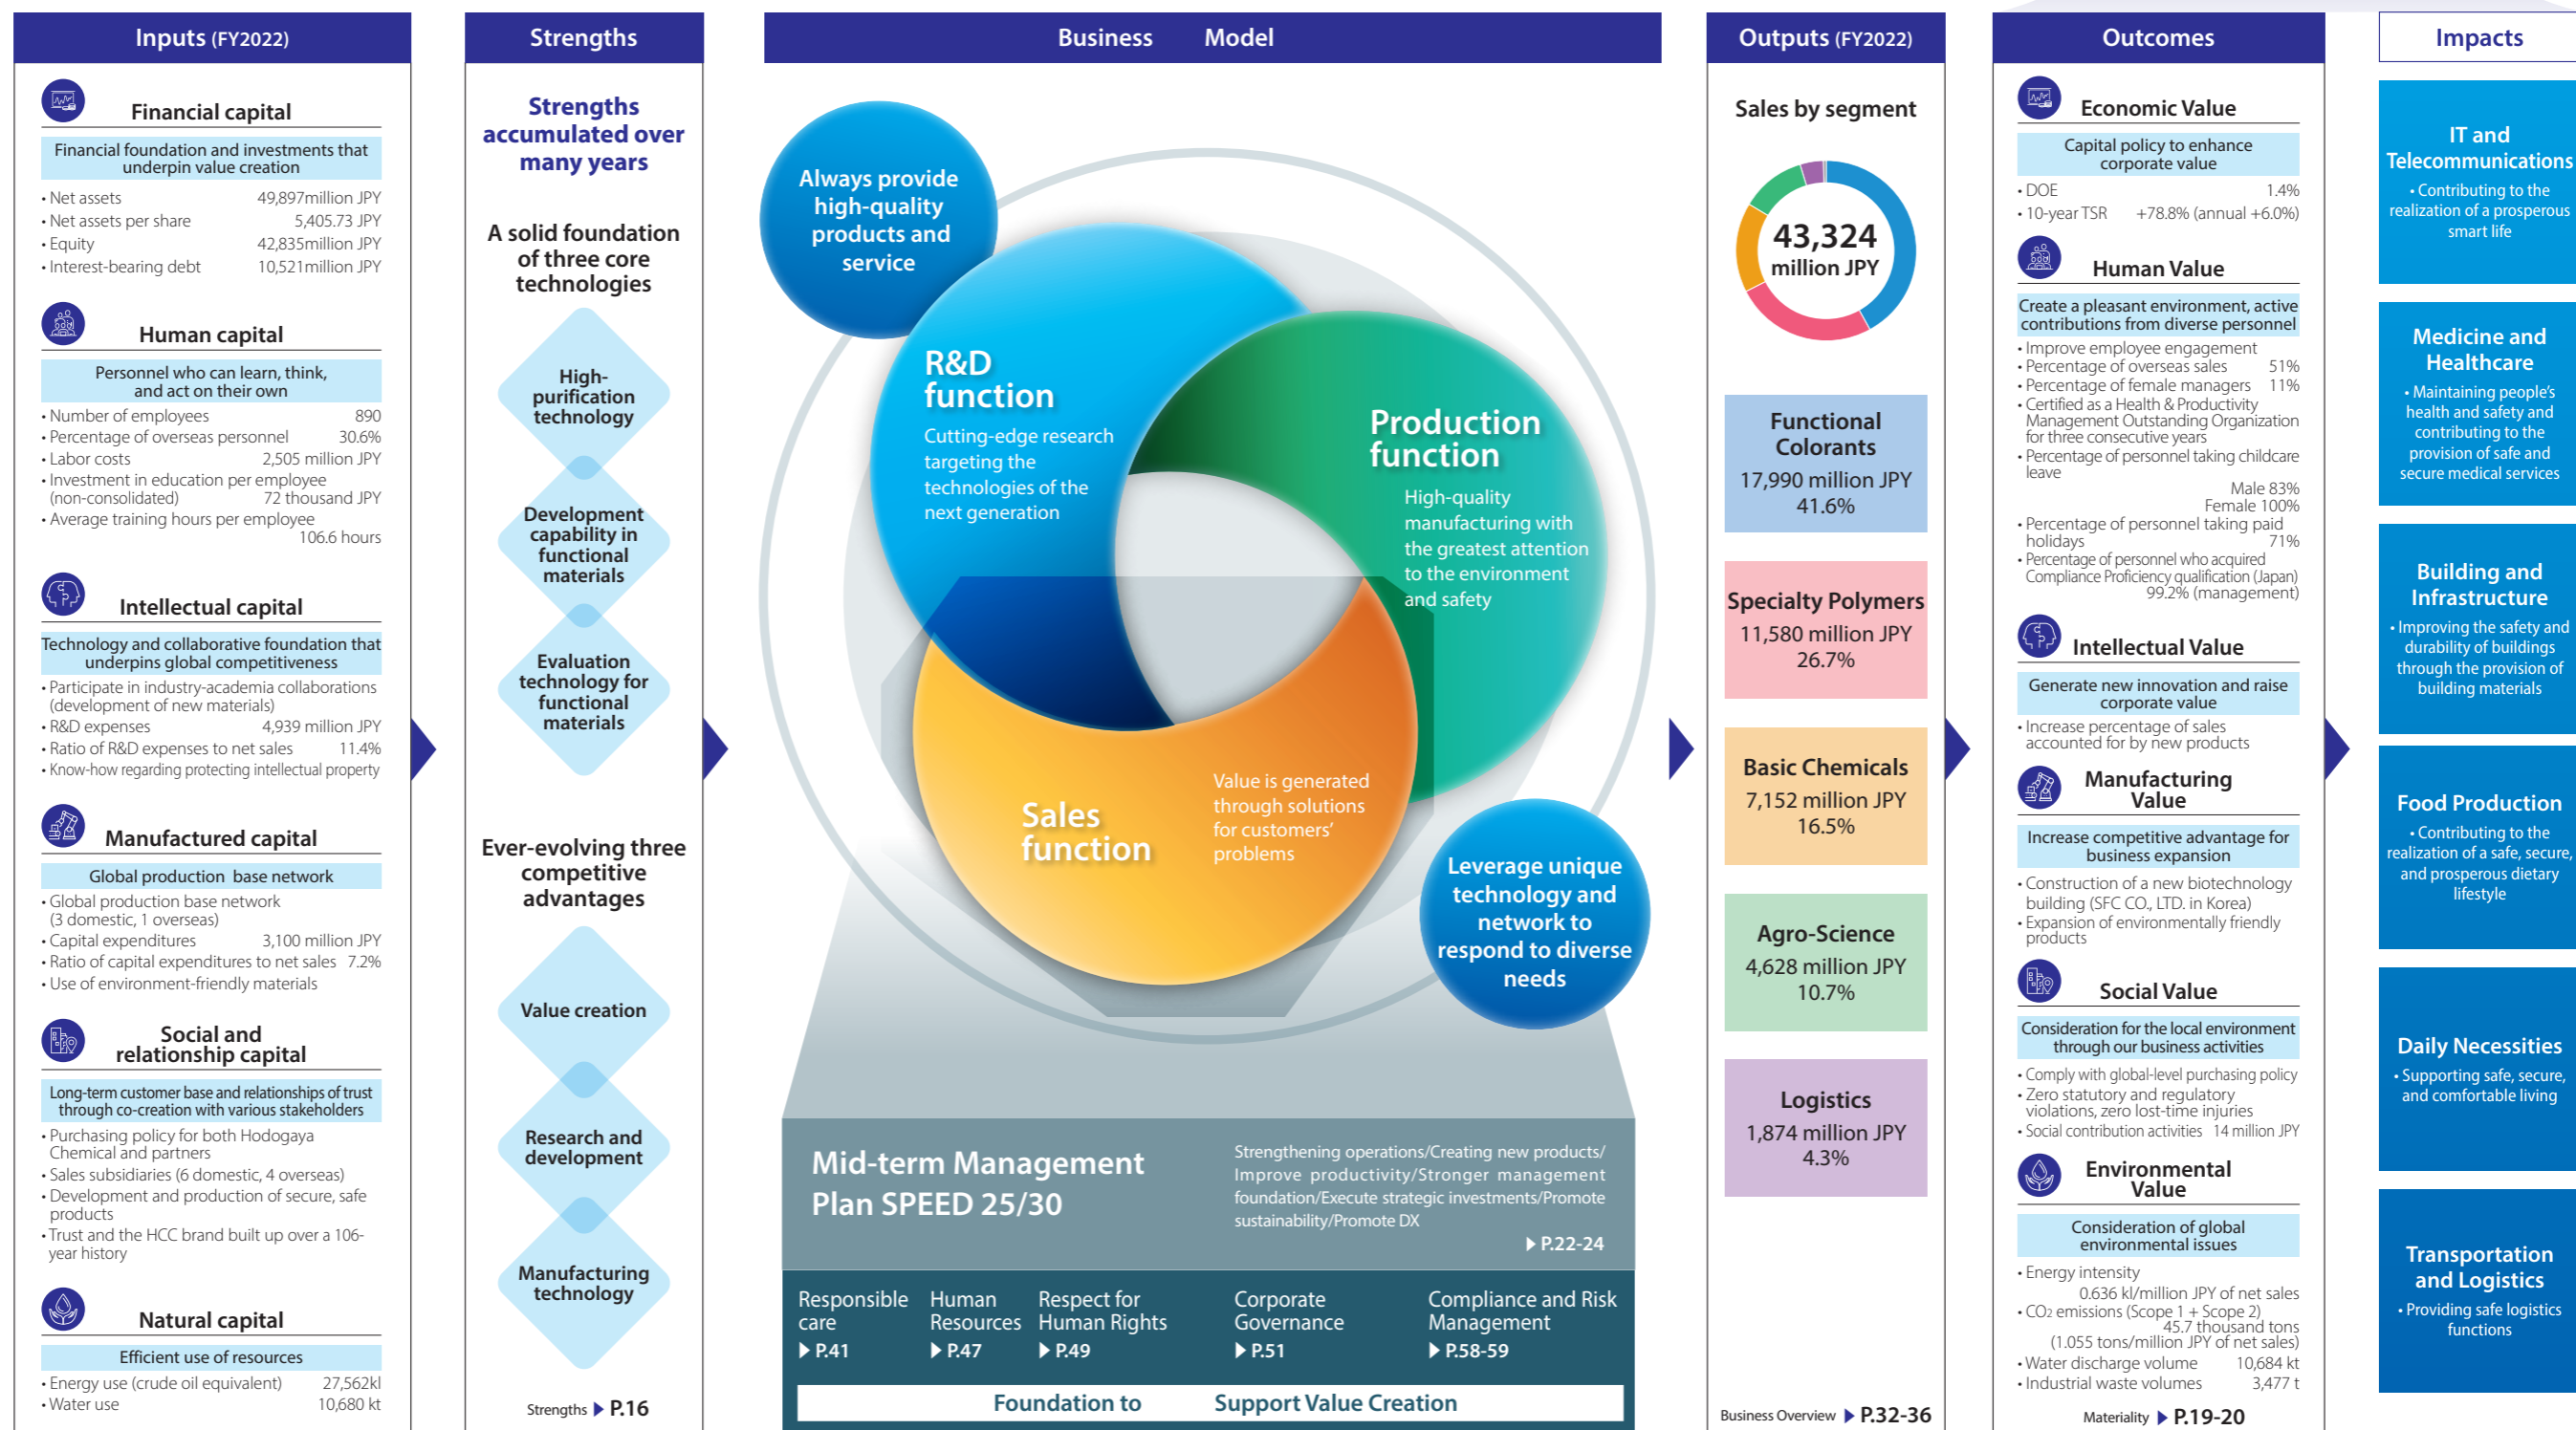 Inputs (FY2022)
Financial capital
Financial foundation and investments that
underpin value creation
• Net assets 49,897million JPY
• Net assets per share 5,405.73 JPY
• Equity 42,835million JPY
• Interest-bearing debt 10,521million JPY
Human capital
Personnel who can learn, think,
and act on their own
• Number of employees 890
• Percentage of overseas personnel 30.6%
• Labor costs 2,505 million JPY
• Investment in education per employee
(non-consolidated) 72 thousand JPY
• Average training hours per employee
106.6 hours
Intellectual capital
Technology and collaborative foundation that
underpins global competitiveness
• Participate in industry-academia collaborations
(development of new materials)
• R&D expenses 4,939 million JPY
• Ratio of R&D expenses to net sales 11.4%
• Know-how regarding protecting intellectual property
Manufactured capital
Global production base network
• Global production base network
(3 domestic, 1 overseas)
• Capital expenditures 3,100 million JPY
• Ratio of capital expenditures to net sales 7.2%
• Use of environment-friendly materials
Social and
relationship capital
Long-term customer base and relationships of trust
through co-creation with various stakeholders
• Purchasing policy for both Hodogaya
Chemical and partners
• Sales subsidiaries (6 domestic, 4 overseas)
• Development and production of secure, safe
products
• Trust and the HCC brand built up over a 106-
year history
Natural capital
Efficient use of resources
• Energy use (crude oil equivalent) 27,562kl
• Water use 10,680 kt
Strengths
Strengths
accumulated over
many years
A solid foundation
of three core
technologies
High-
purification
technology
Development
capability in
functional
materials
Evaluation
technology for
functional
materials
Ever-evolving three
competitive
advantages
Value creation
Research and
development
Manufacturing
technology
Strengths ▶ P.16
Business Model
Always provide
high-quality
products and
service
R&D
function
Cutting-edge research
targeting the
technologies of the
next generation
Production
function
High-quality
manufacturing with
the greatest attention
to the environment
and safety
Sales
function
Value is generated
through solutions
for customers'
problems
Leverage unique
technology and
network to
respond to diverse
needs
Mid-term Management
Plan SPEED 25/30
Strengthening operations/Creating new products/
Improve productivity/Stronger management
foundation/Execute strategic investments/Promote
sustainability/Promote DX
▶ P.22-24
Responsible
care
▶ P.41
Human
Resources
▶ P.47
Respect for
Human Rights
▶ P.49
Corporate
Governance
▶ P.51
Compliance and Risk
Management
▶ P.58-59
Foundation to Support Value Creation
Outputs (FY2022)
Sales by segment
43,324
million JPY
Functional
Colorants
17,990 million JPY
41.6%
Specialty Polymers
11,580 million JPY
26.7%
Basic Chemicals
7,152 million JPY
16.5%
Agro-Science
4,628 million JPY
10.7%
Logistics
1,874 million JPY
4.3%
Business Overview ▶ P.32-36
Outcomes
Economic Value
Capital policy to enhance
corporate value
• DOE 1.4%
• 10-year TSR +78.8% (annual +6.0%)
Human Value
Create a pleasant environment, active
contributions from diverse personnel
• Improve employee engagement
• Percentage of overseas sales 51%
• Percentage of female managers 11%
• Certified as a Health & Productivity
Management Outstanding Organization
for three consecutive years
• Percentage of personnel taking childcare
leave
Male 83%
Female 100%
• Percentage of personnel taking paid
holidays 71%
• Percentage of personnel who acquired
Compliance Proficiency qualification (Japan)
99.2% (management)
Intellectual Value
Generate new innovation and raise
corporate value
• Increase percentage of sales
accounted for by new products
Manufacturing
Value
Increase competitive advantage for
business expansion
• Construction of a new biotechnology
building (SFC CO., LTD. in Korea)
• Expansion of environmentally friendly
products
Social Value
Consideration for the local environment
through our business activities
• Comply with global-level purchasing policy
• Zero statutory and regulatory
violations, zero lost-time injuries
• Social contribution activities 14 million JPY
Environmental
Value
Consideration of global
environmental issues
• Energy intensity
0.636 kl/million JPY of net sales
• CO2 emissions (Scope 1 + Scope 2)
45.7 thousand tons
(1.055 tons/million JPY of net sales)
• Water discharge volume 10,684 kt
• Industrial waste volumes 3,477 t
Materiality ▶ P.19-20
Impacts
IT and
Telecommunications
• Contributing to the
realization of a prosperous
smart life
Medicine and
Healthcare
• Maintaining people's
health and safety and
contributing to the
provision of safe and
secure medical services
Building and
Infrastructure
• Improving the safety and
durability of buildings
through the provision of
building materials
Food Production
• Contributing to the
realization of a safe, secure,
and prosperous dietary
lifestyle
Daily Necessities
• Supporting safe, secure,
and comfortable living
Transportation
and Logistics
• Providing safe logistics
functions